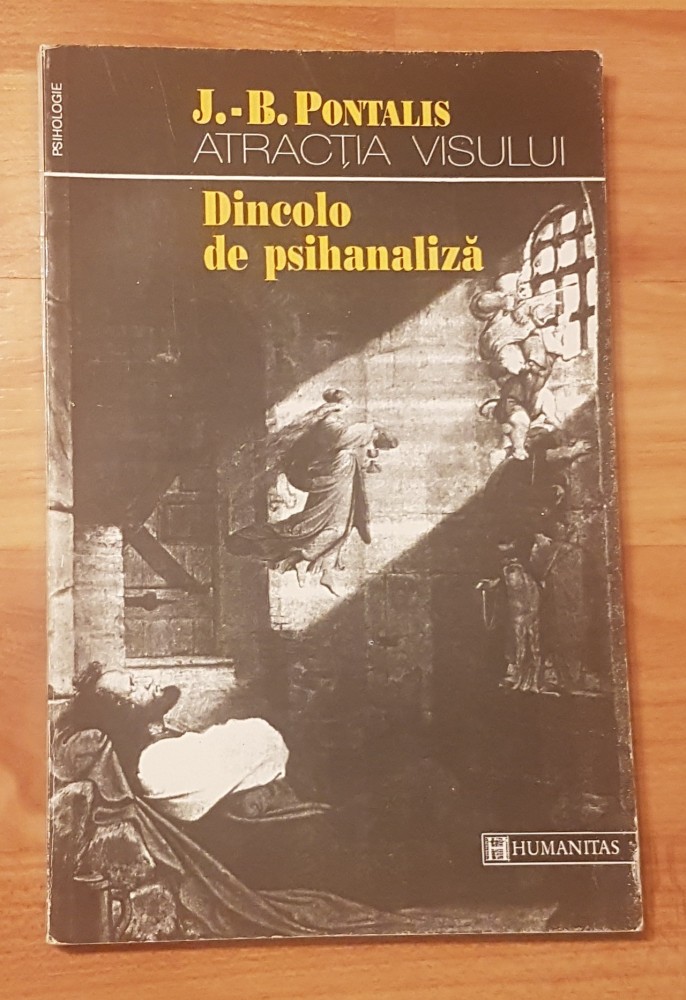 PSIHOLOGIE
J.-B. PONTALIS
ATRACȚIA VISULUI
Dincolo
de psihanaliză
HUMANITAS